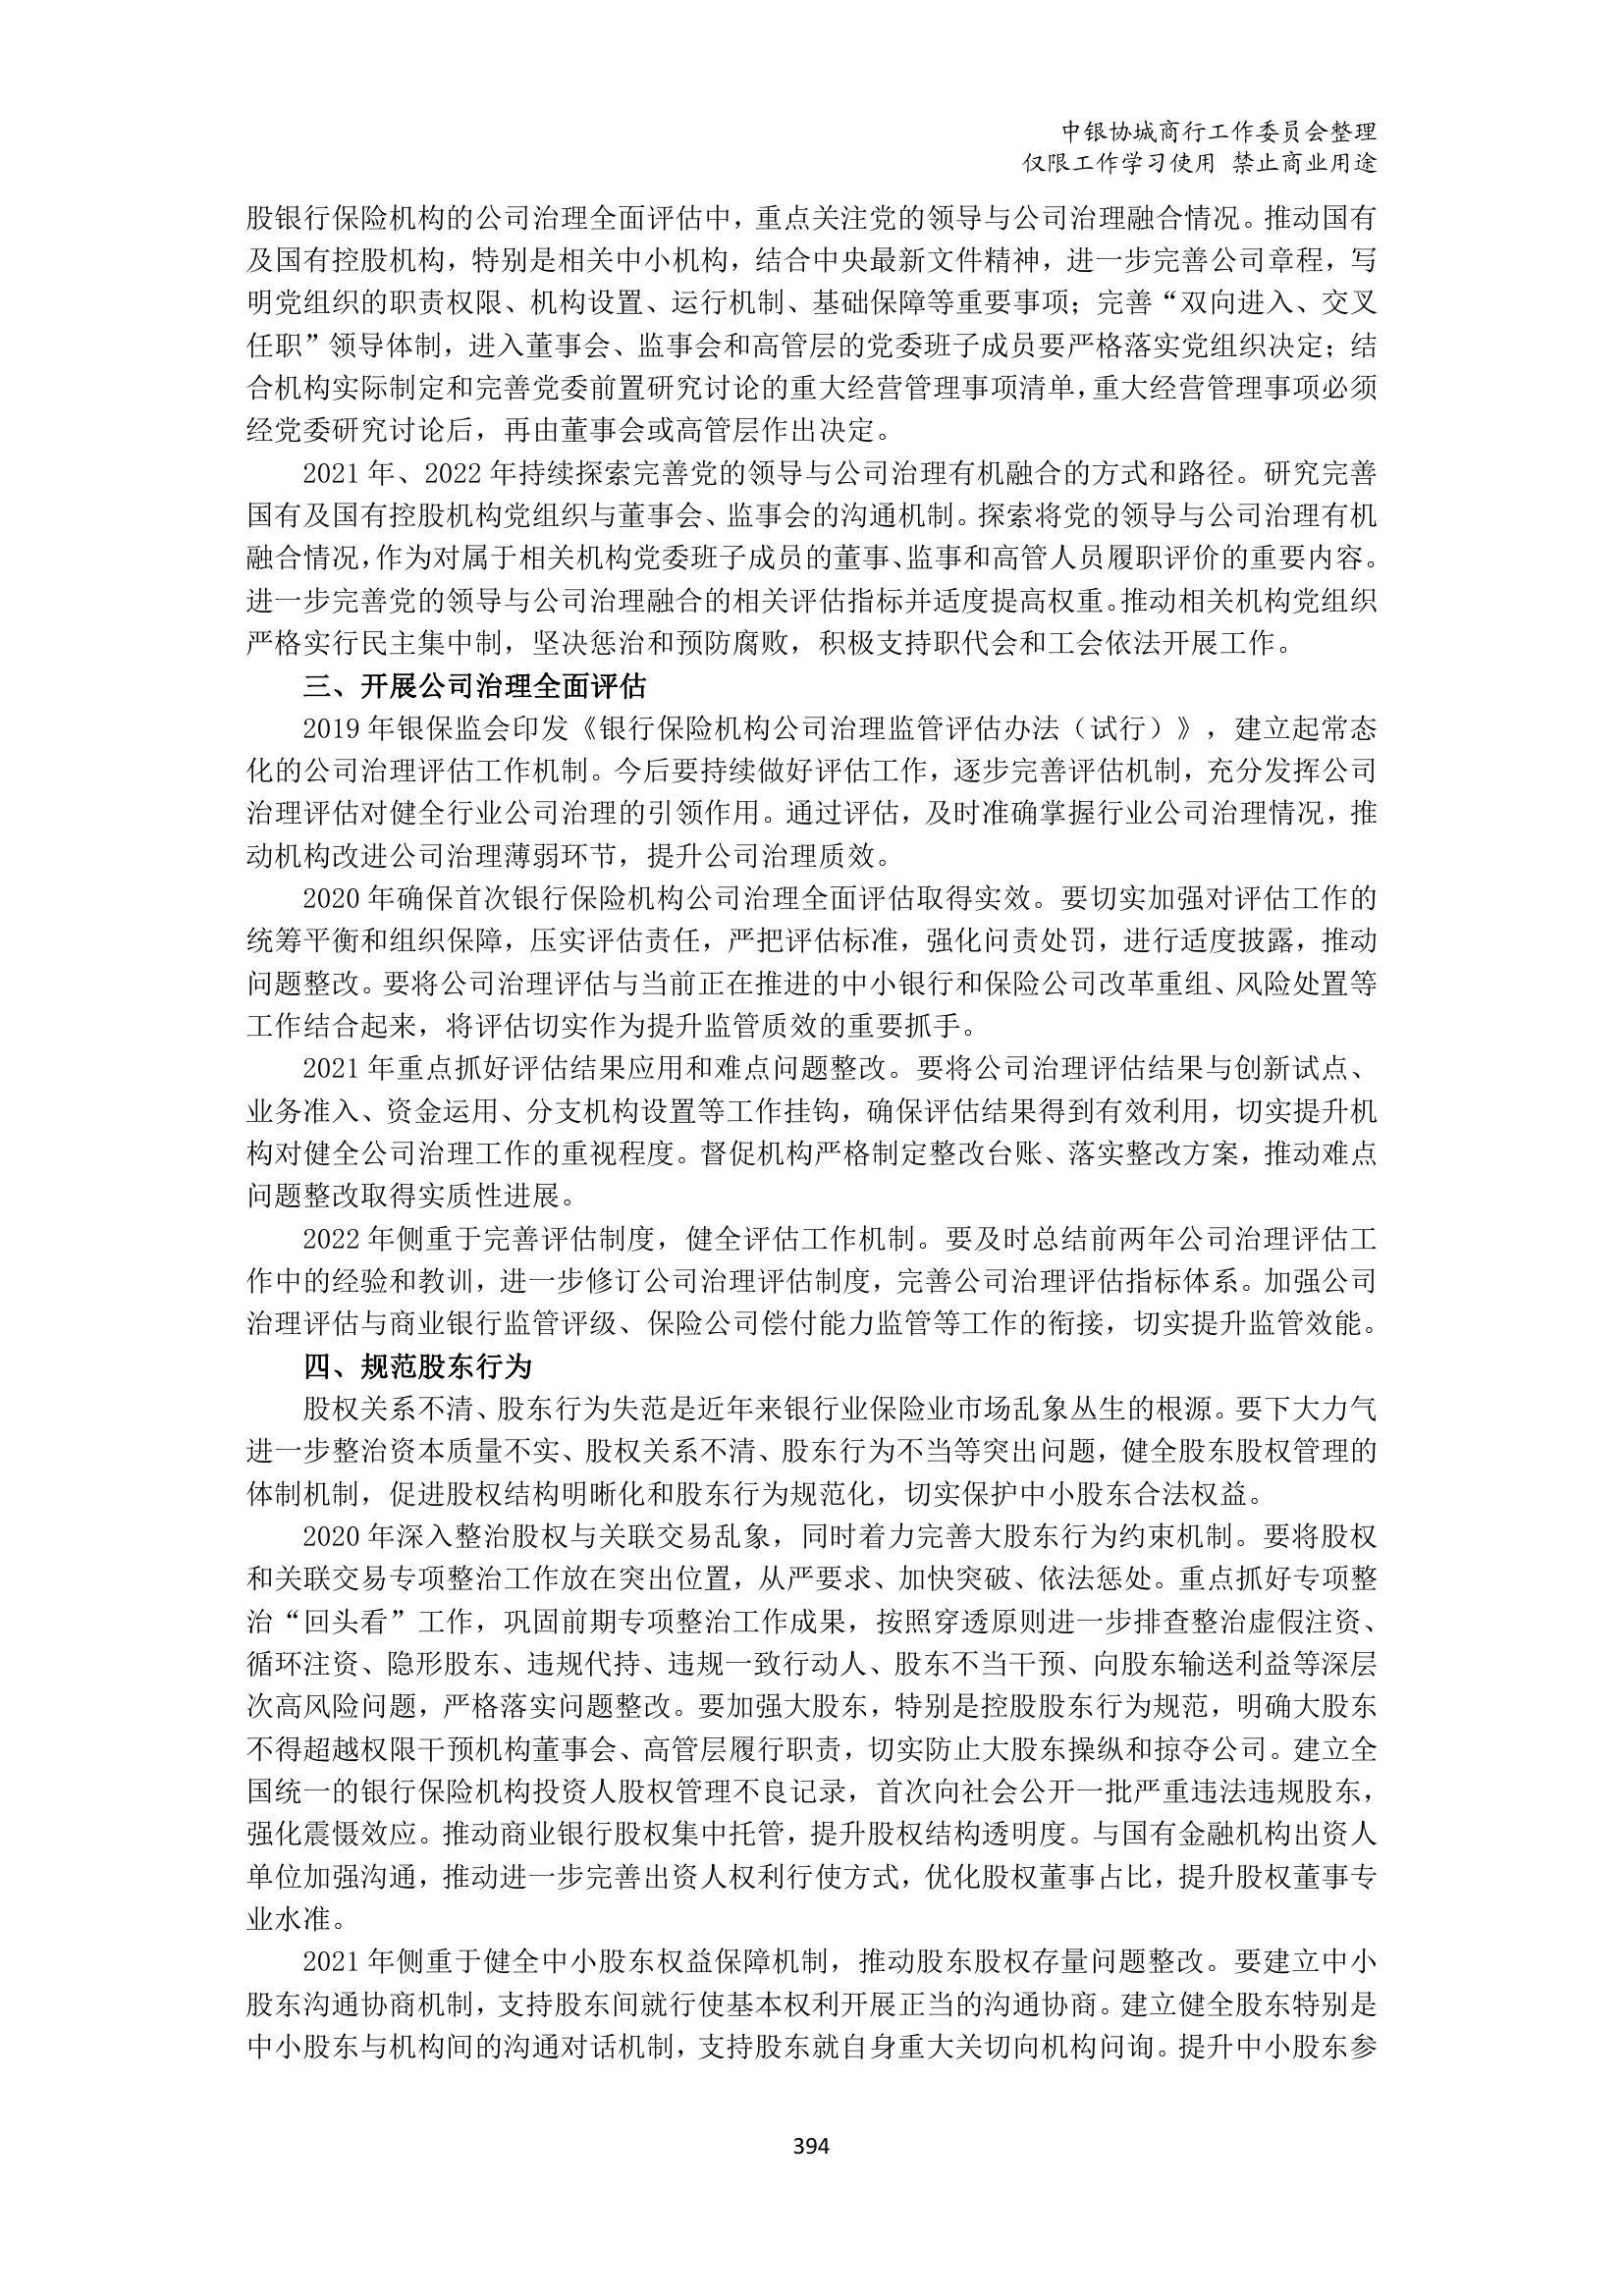 中银协城商行工作委员会整理
仅限工作学习使用 禁止商业用途
股银行保险机构的公司治理全面评估中，重点关注党的领导与公司治理融合情况。推动国有
及国有控股机构，特别是相关中小机构，结合中央最新文件精神，进一步完善公司章程，写
明党组织的职责权限、机构设置、运行机制、基础保障等重要事项；完善“双向进入、交叉
任职”领导体制，进入董事会、监事会和高管层的党委班子成员要严格落实党组织决定；结
合机构实际制定和完善党委前置研究讨论的重大经营管理事项清单，重大经营管理事项必须
经党委研究讨论后，再由董事会或高管层作出决定。
2021 年、2022 年持续探索完善党的领导与公司治理有机融合的方式和路径。研究完善
国有及国有控股机构党组织与董事会、监事会的沟通机制。探索将党的领导与公司治理有机
融合情况，作为对属于相关机构党委班子成员的董事、监事和高管人员履职评价的重要内容。
进一步完善党的领导与公司治理融合的相关评估指标并适度提高权重。推动相关机构党组织
严格实行民主集中制，坚决惩治和预防腐败，积极支持职代会和工会依法开展工作。
三、开展公司治理全面评估
2019 年银保监会印发《银行保险机构公司治理监管评估办法（试行）》，建立起常态
化的公司治理评估工作机制。今后要持续做好评估工作，逐步完善评估机制，充分发挥公司
治理评估对健全行业公司治理的引领作用。通过评估，及时准确掌握行业公司治理情况，推
动机构改进公司治理薄弱环节，提升公司治理质效。
2020 年确保首次银行保险机构公司治理全面评估取得实效。要切实加强对评估工作的
统筹平衡和组织保障，压实评估责任，严把评估标准，强化问责处罚，进行适度披露，推动
问题整改。要将公司治理评估与当前正在推进的中小银行和保险公司改革重组、风险处置等
工作结合起来，将评估切实作为提升监管质效的重要抓手。
2021 年重点抓好评估结果应用和难点问题整改。要将公司治理评估结果与创新试点、
业务准入、资金运用、分支机构设置等工作挂钩，确保评估结果得到有效利用，切实提升机
构对健全公司治理工作的重视程度。督促机构严格制定整改台账、落实整改方案，推动难点
问题整改取得实质性进展。
2022 年侧重于完善评估制度，健全评估工作机制。要及时总结前两年公司治理评估工
作中的经验和教训，进一步修订公司治理评估制度，完善公司治理评估指标体系。加强公司
治理评估与商业银行监管评级、保险公司偿付能力监管等工作的衔接，切实提升监管效能。
四、规范股东行为
股权关系不清、股东行为失范是近年来银行业保险业市场乱象丛生的根源。要下大力气
进一步整治资本质量不实、股权关系不清、股东行为不当等突出问题，健全股东股权管理的
体制机制，促进股权结构明晰化和股东行为规范化，切实保护中小股东合法权益。
2020 年深入整治股权与关联交易乱象，同时着力完善大股东行为约束机制。要将股权
和关联交易专项整治工作放在突出位置，从严要求、加快突破、依法惩处。重点抓好专项整
治“回头看”工作，巩固前期专项整治工作成果，按照穿透原则进一步排查整治虚假注资、
循环注资、隐形股东、违规代持、违规一致行动人、股东不当干预、向股东输送利益等深层
次高风险问题，严格落实问题整改。要加强大股东，特别是控股股东行为规范，明确大股东
不得超越权限干预机构董事会、高管层履行职责，切实防止大股东操纵和掠夺公司。建立全
国统一的银行保险机构投资人股权管理不良记录，首次向社会公开一批严重违法违规股东，
强化震慑效应。推动商业银行股权集中托管，提升股权结构透明度。与国有金融机构出资人
单位加强沟通，推动进一步完善出资人权利行使方式，优化股权董事占比，提升股权董事专
业水准。
2021 年侧重于健全中小股东权益保障机制，推动股东股权存量问题整改。要建立中小
股东沟通协商机制，支持股东间就行使基本权利开展正当的沟通协商。建立健全股东特别是
中小股东与机构间的沟通对话机制，支持股东就自身重大关切向机构问询。提升中小股东参
394